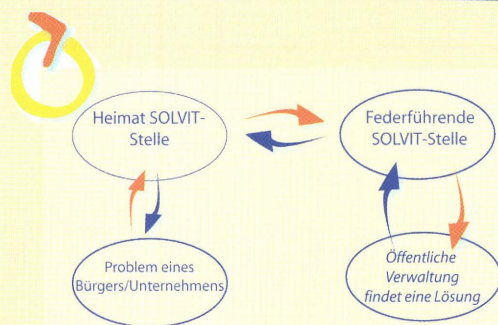 Heimat SOLVIT-
Stelle
Federführende
SOLVIT-Stelle
Problem eines
Bürgers/Unternehmens
Öffentliche
Verwaltung
findet eine Lösung